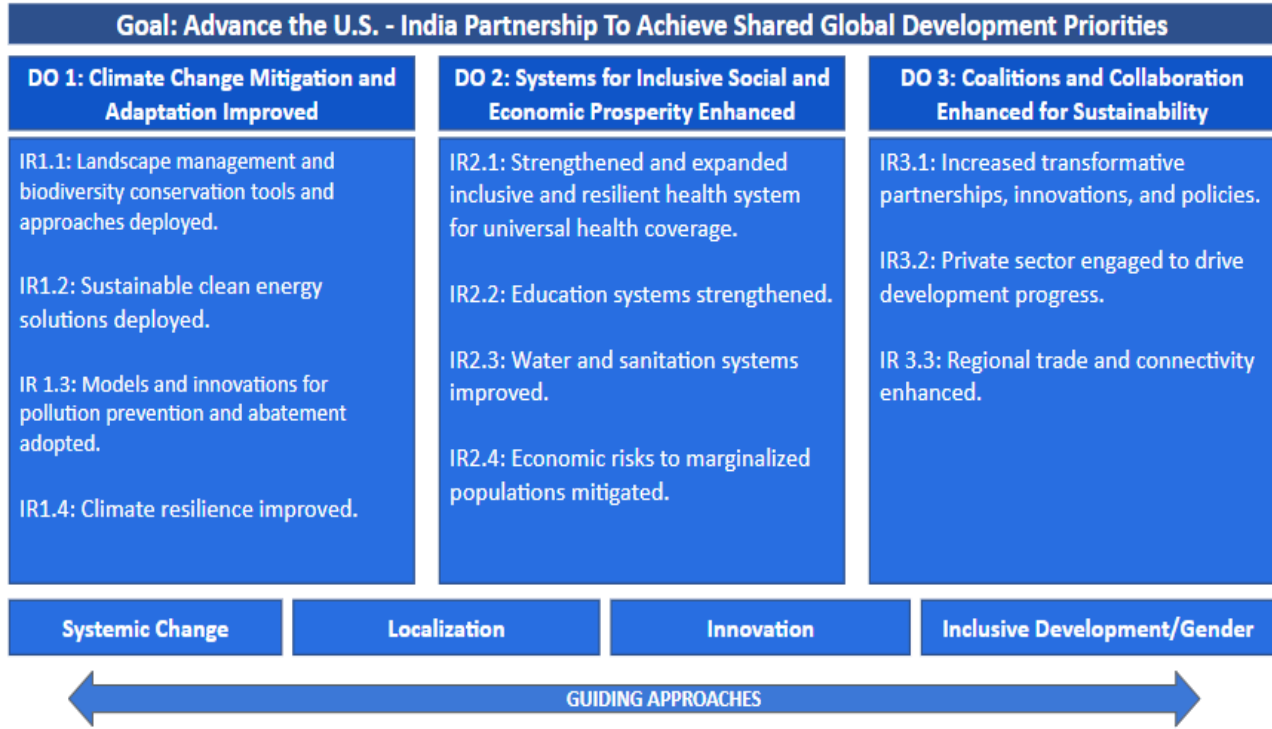 Goal: Advance the U.S. - India Partnership To Achieve Shared Global Development Priorities
DO 1: Climate Change Mitigation and
Adaptation Improved
IR1.1: Landscape management and
biodiversity conservation tools and
approaches deployed.
IR1.2: Sustainable clean energy
solutions deployed.
IR 1.3: Models and innovations for
pollution prevention and abatement
adopted.
IR1.4: Climate resilience improved.
DO 2: Systems for Inclusive Social and
Economic Prosperity Enhanced
IR2.1: Strengthened and expanded
inclusive and resilient health system
for universal health coverage.
IR2.2: Education systems strengthened.
IR2.3: Water and sanitation systems
improved.
IR2.4: Economic risks to marginalized
populations mitigated.
DO 3: Coalitions and Collaboration
Enhanced for Sustainability
IR3.1: Increased transformative
partnerships, innovations, and policies.
IR3.2: Private sector engaged to drive
development progress.
IR 3.3: Regional trade and connectivity
enhanced.
Systemic Change
Localization
Innovation
Inclusive Development/Gender
GUIDING APPROACHES